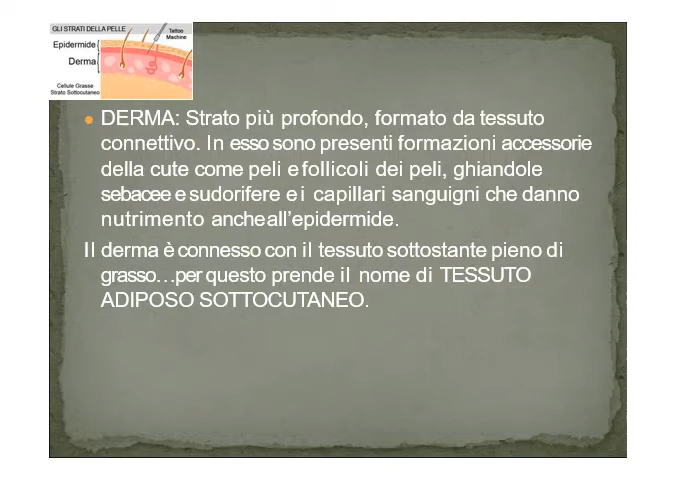 GLI STRATI DELLA PELLE
Tattoo
Machine
Epidermide
Derma
Cellule Grasse
Strato Sottocutaneo
DERMA: Strato più profondo, formato da tessuto
connettivo. In esso sono presenti formazioni accessorie
della cute come peli e follicoli dei peli, ghiandole
sebacee e sudorifere e i capillari sanguigni che danno
nutrimento anche all'epidermide.
Il derma è connesso con il tessuto sottostante pieno di
grasso…per questo prende il nome di TESSUTO
ADIPOSO SOTTOCUTANEO.